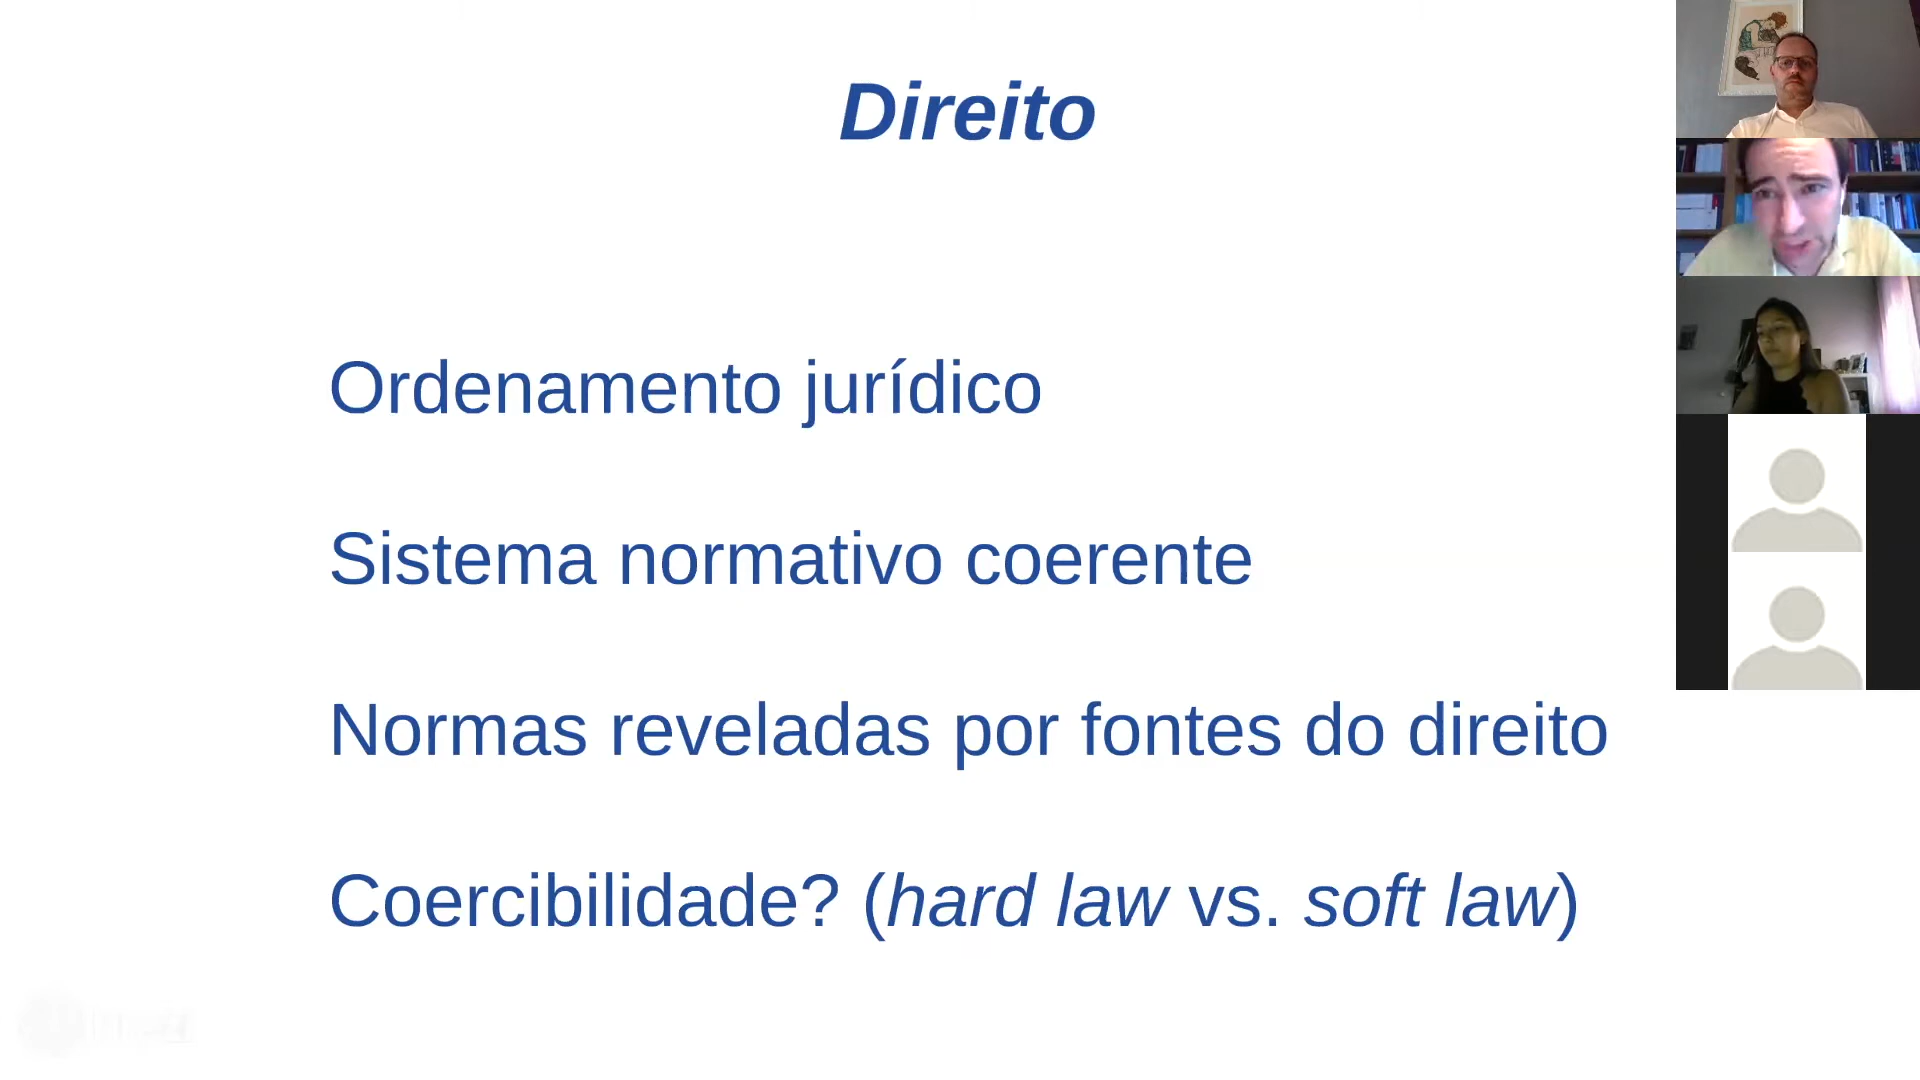 Direito
Ordenamento jurídico
Sistema normativo coerente
Normas reveladas por fontes do direito
Coercibilidade? (hard law vs. soft law)